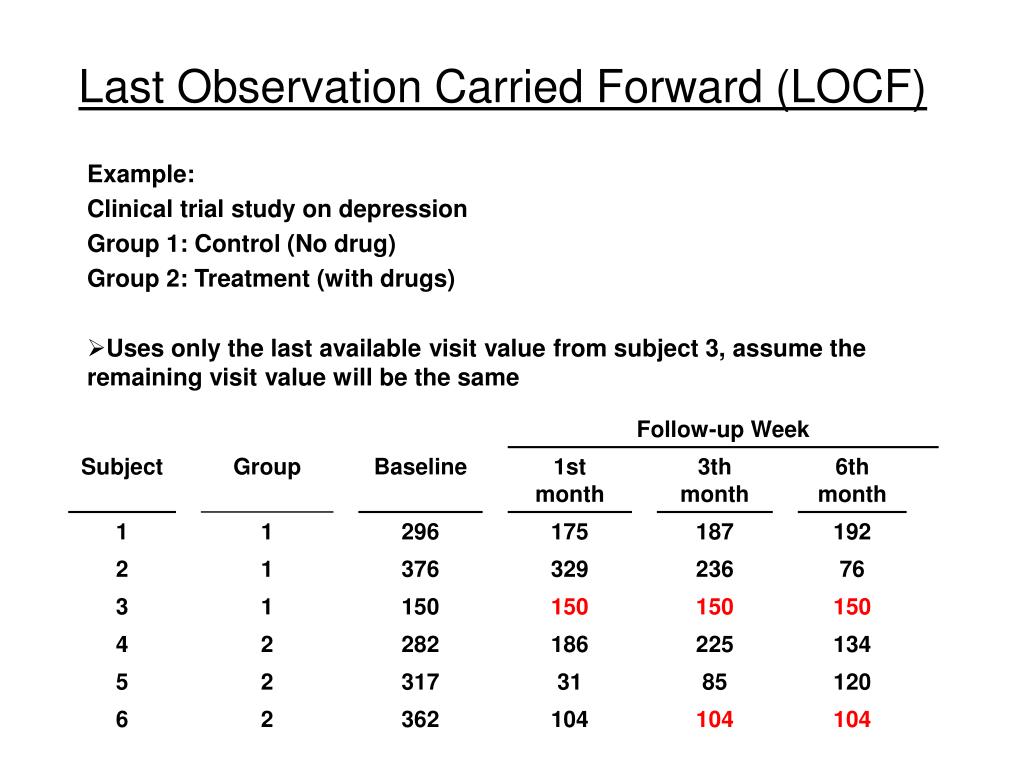 Last Observation Carried Forward (LOCF)
Example:
Clinical trial study on depression
Group 1: Control (No drug)
Group 2: Treatment (with drugs)
➢Uses only the last available visit value from subject 3, assume the
remaining visit value will be the same
Follow-up Week
Subject Group Baseline 1st 3th 6th
month month month
1 1 296 175 187 192
2 1 376 329 236 76
3 1 150 150 150 150
4 2 282 186 225 134
5 2 317 31 85 120
6 2 362 104 104 104